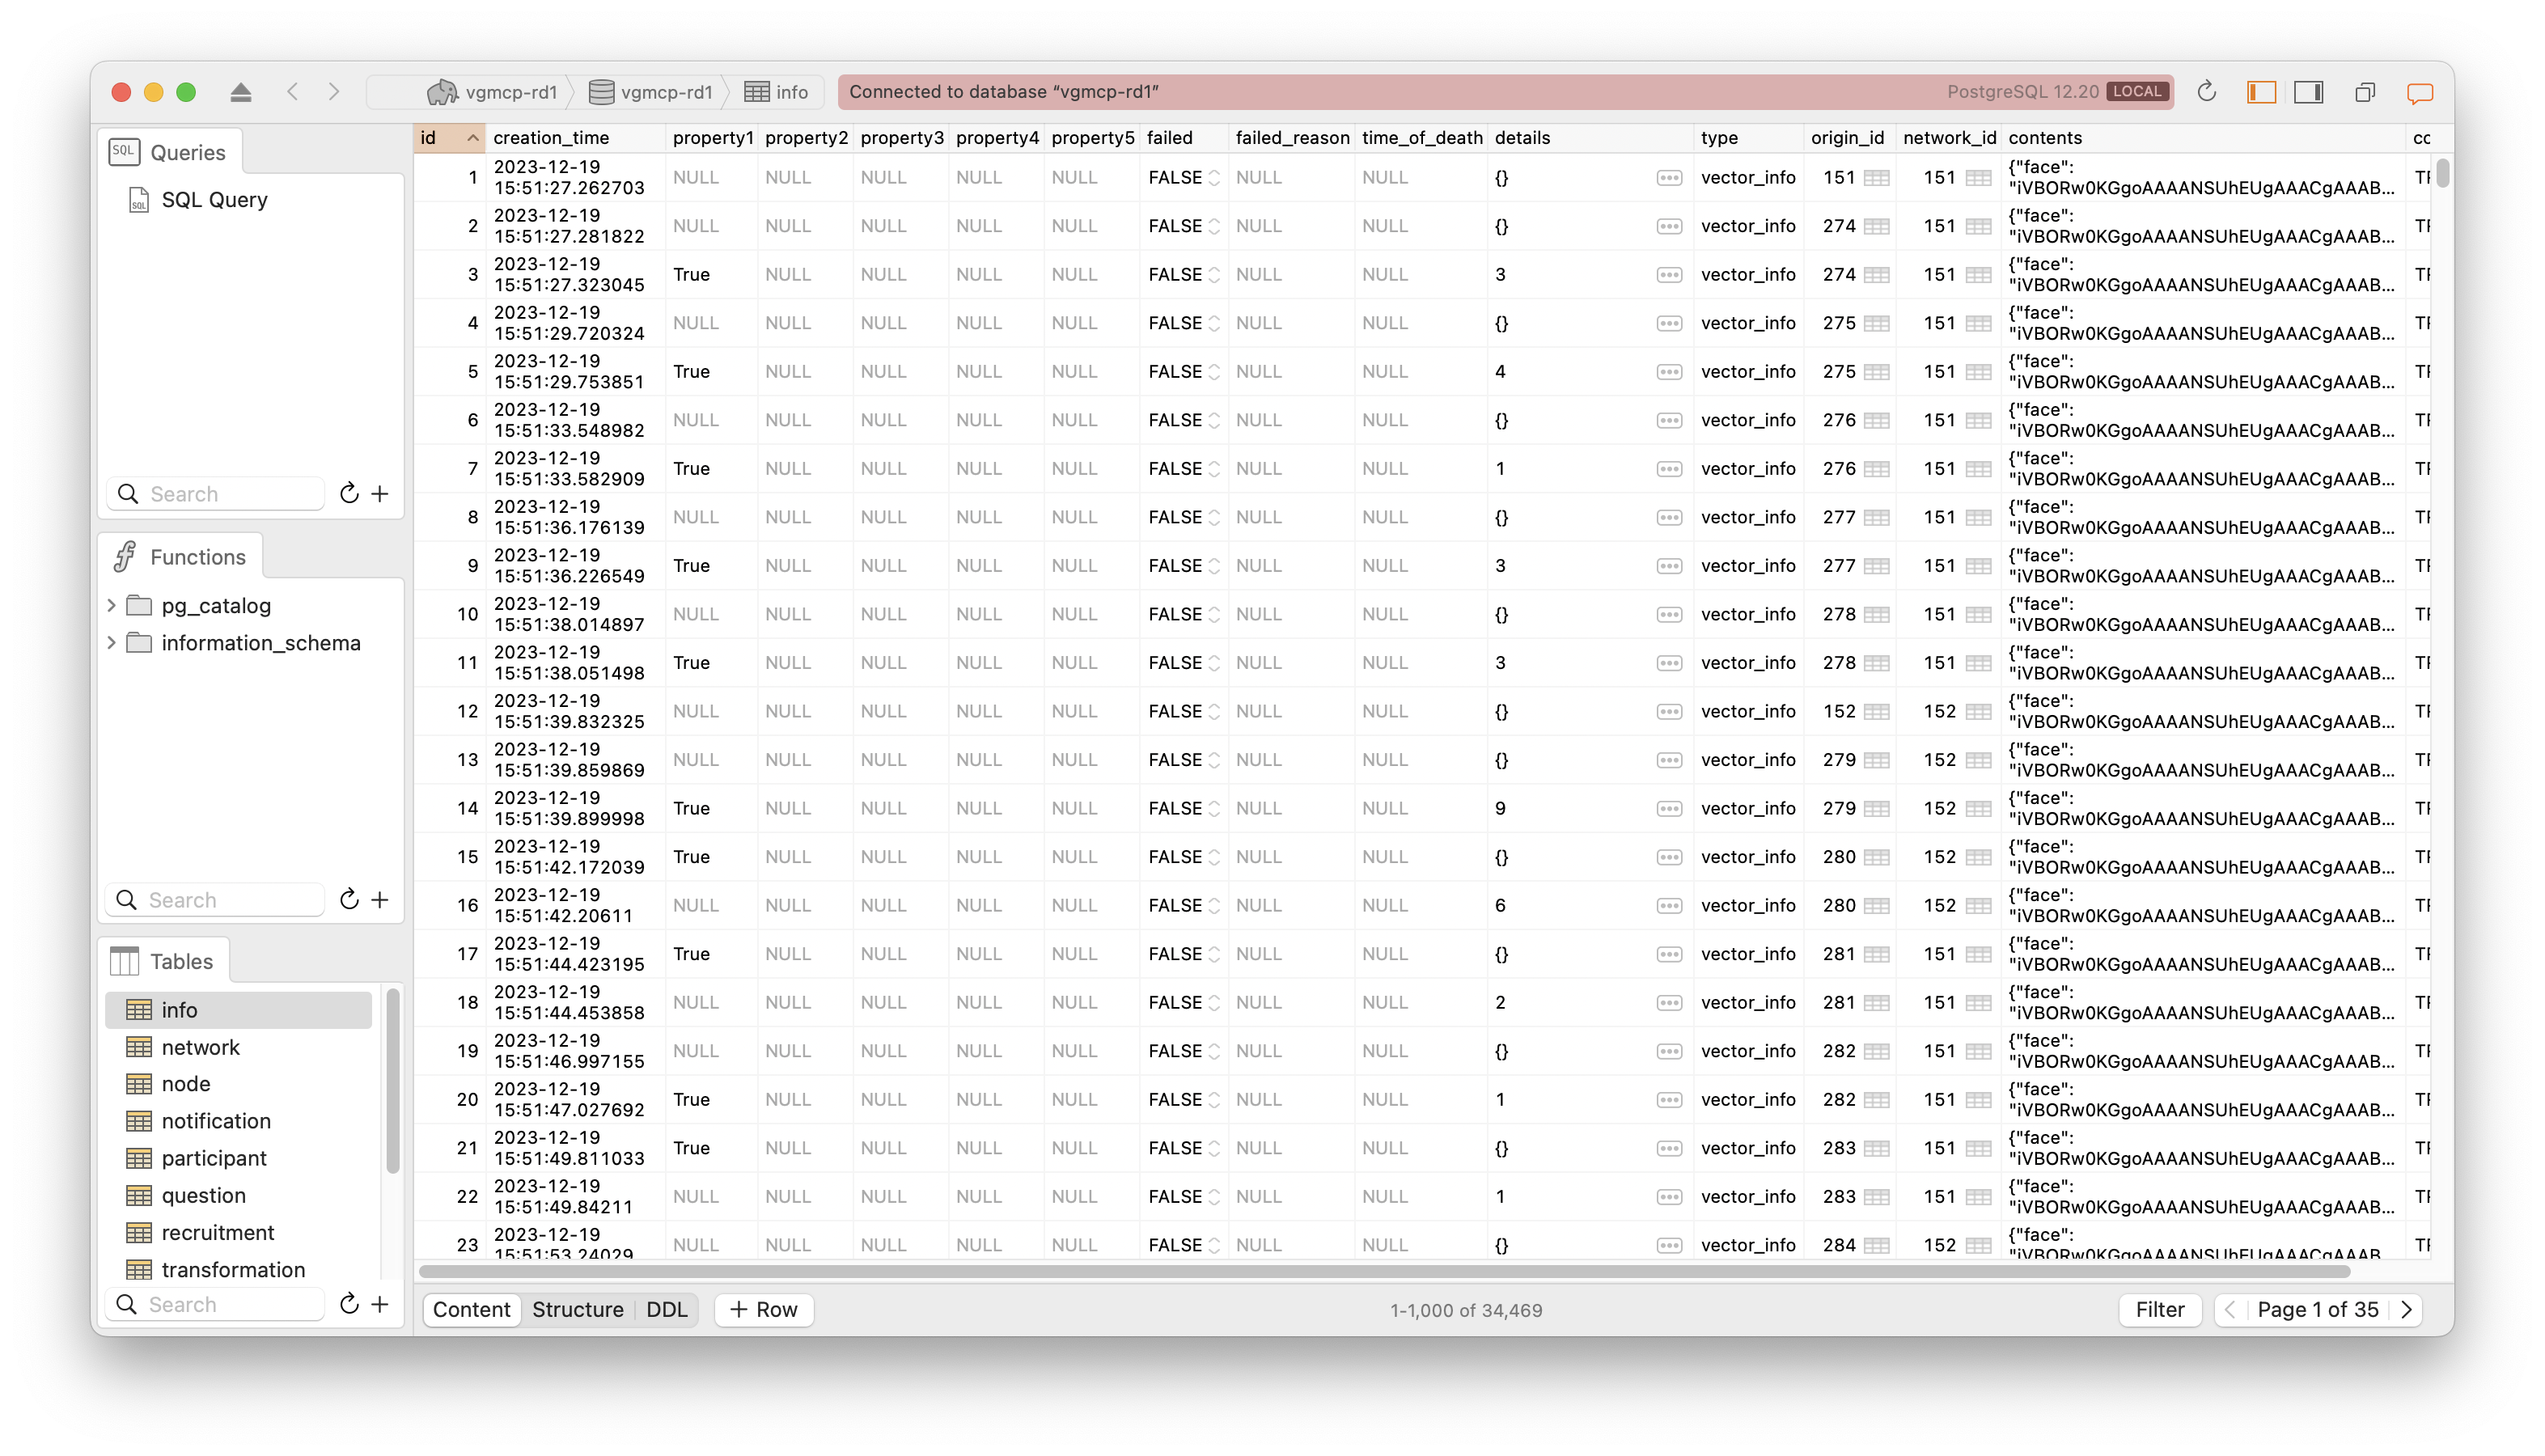 vgmcp-rd1 vgmcp-rd1 info Connected to database “vgmcp-rd1” PostgreSQL 12.20 LOCAL
SQL Queries
SQL Query
Search
Functions
pg_catalog
information_schema
Search
Tables
info
network
node
notification
participant
question
recruitment
transformation
Search
id creation_time property1 property2 property3 property4 property5 failed failed_reason time_of_death details type origin_id network_id contents
1 2023-12-19 15:51:27.262703 NULL NULL NULL NULL NULL FALSE NULL NULL {} vector_info 151 151 {"face": "iVBORw0KGgoAAAANSUhEUgAAACgAAAB...
2 2023-12-19 15:51:27.281822 NULL NULL NULL NULL NULL FALSE NULL NULL {} vector_info 274 151 {"face": "iVBORw0KGgoAAAANSUhEUgAAACgAAAB...
3 2023-12-19 15:51:27.323045 True NULL NULL NULL NULL FALSE NULL NULL 3 vector_info 274 151 {"face": "iVBORw0KGgoAAAANSUhEUgAAACgAAAB...
4 2023-12-19 15:51:29.720324 NULL NULL NULL NULL NULL FALSE NULL NULL {} vector_info 275 151 {"face": "iVBORw0KGgoAAAANSUhEUgAAACgAAAB...
5 2023-12-19 15:51:29.753851 True NULL NULL NULL NULL FALSE NULL NULL 4 vector_info 275 151 {"face": "iVBORw0KGgoAAAANSUhEUgAAACgAAAB...
6 2023-12-19 15:51:33.548982 NULL NULL NULL NULL NULL FALSE NULL NULL {} vector_info 276 151 {"face": "iVBORw0KGgoAAAANSUhEUgAAACgAAAB...
7 2023-12-19 15:51:33.582909 True NULL NULL NULL NULL FALSE NULL NULL 1 vector_info 276 151 {"face": "iVBORw0KGgoAAAANSUhEUgAAACgAAAB...
8 2023-12-19 15:51:36.176139 NULL NULL NULL NULL NULL FALSE NULL NULL {} vector_info 277 151 {"face": "iVBORw0KGgoAAAANSUhEUgAAACgAAAB...
9 2023-12-19 15:51:36.226549 True NULL NULL NULL NULL FALSE NULL NULL 3 vector_info 277 151 {"face": "iVBORw0KGgoAAAANSUhEUgAAACgAAAB...
10 2023-12-19 15:51:38.014897 NULL NULL NULL NULL NULL FALSE NULL NULL {} vector_info 278 151 {"face": "iVBORw0KGgoAAAANSUhEUgAAACgAAAB...
11 2023-12-19 15:51:38.051498 True NULL NULL NULL NULL FALSE NULL NULL 3 vector_info 278 151 {"face": "iVBORw0KGgoAAAANSUhEUgAAACgAAAB...
12 2023-12-19 15:51:39.832325 NULL NULL NULL NULL NULL FALSE NULL NULL {} vector_info 152 152 {"face": "iVBORw0KGgoAAAANSUhEUgAAACgAAAB...
13 2023-12-19 15:51:39.859869 NULL NULL NULL NULL NULL FALSE NULL NULL {} vector_info 279 152 {"face": "iVBORw0KGgoAAAANSUhEUgAAACgAAAB...
14 2023-12-19 15:51:39.899998 True NULL NULL NULL NULL FALSE NULL NULL 9 vector_info 279 152 {"face": "iVBORw0KGgoAAAANSUhEUgAAACgAAAB...
15 2023-12-19 15:51:42.172039 True NULL NULL NULL NULL FALSE NULL NULL {} vector_info 280 152 {"face": "iVBORw0KGgoAAAANSUhEUgAAACgAAAB...
16 2023-12-19 15:51:42.20611 NULL NULL NULL NULL NULL FALSE NULL NULL 6 vector_info 280 152 {"face": "iVBORw0KGgoAAAANSUhEUgAAACgAAAB...
17 2023-12-19 15:51:44.423195 True NULL NULL NULL NULL FALSE NULL NULL {} vector_info 281 151 {"face": "iVBORw0KGgoAAAANSUhEUgAAACgAAAB...
18 2023-12-19 15:51:44.453858 NULL NULL NULL NULL NULL FALSE NULL NULL 2 vector_info 281 151 {"face": "iVBORw0KGgoAAAANSUhEUgAAACgAAAB...
19 2023-12-19 15:51:46.997155 NULL NULL NULL NULL NULL FALSE NULL NULL {} vector_info 282 151 {"face": "iVBORw0KGgoAAAANSUhEUgAAACgAAAB...
20 2023-12-19 15:51:47.027692 True NULL NULL NULL NULL FALSE NULL NULL 1 vector_info 282 151 {"face": "iVBORw0KGgoAAAANSUhEUgAAACgAAAB...
21 2023-12-19 15:51:49.811033 True NULL NULL NULL NULL FALSE NULL NULL {} vector_info 283 151 {"face": "iVBORw0KGgoAAAANSUhEUgAAACgAAAB...
22 2023-12-19 15:51:49.84211 NULL NULL NULL NULL NULL FALSE NULL NULL 1 vector_info 283 151 {"face": "iVBORw0KGgoAAAANSUhEUgAAACgAAAB...
23 2023-12-19 15:51:53.24029 NULL NULL NULL NULL NULL FALSE NULL NULL {} vector_info 284 152 {"face": "iVBORw0KGgoAAAANSUhEUgAAACgAAAB...
Content Structure DDL + Row 1-1,000 of 34,469 Filter Page 1 of 35